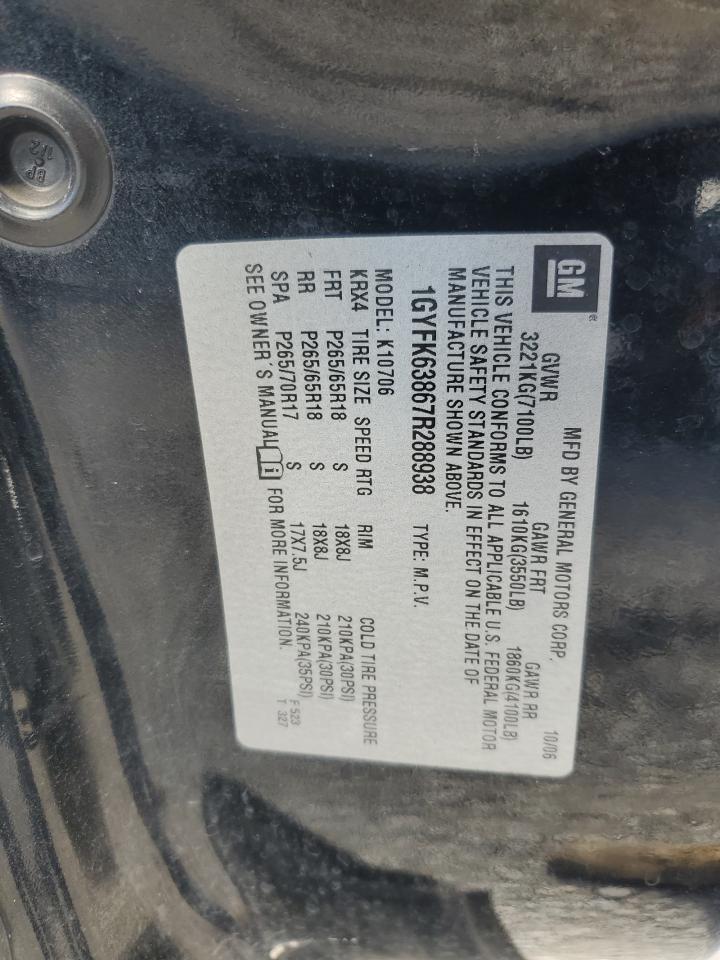 GM ®
MFD BY GENERAL MOTORS CORP. 10/06
GVWR GAWR FRT GAWR RR
3221KG(7100LB) 1610KG(3550LB) 1860KG(4100LB)
THIS VEHICLE CONFORMS TO ALL APPLICABLE U.S. FEDERAL MOTOR
VEHICLE SAFETY STANDARDS IN EFFECT ON THE DATE OF
MANUFACTURE SHOWN ABOVE.
1GYFK63867R288938 TYPE: M.P.V.
MODEL: K10706
KRX4 TIRE SIZE SPEED RTG RIM COLD TIRE PRESSURE
FRT P265/65R18 S 18X8J 210KPA(30PSI)
RR P265/65R18 S 18X8J 210KPA(30PSI)
SPA P265/70R17 S 17X7.5J 240KPA(35PSI)
SEE OWNER'S MANUAL i FOR MORE INFORMATION.
F 523
T 327